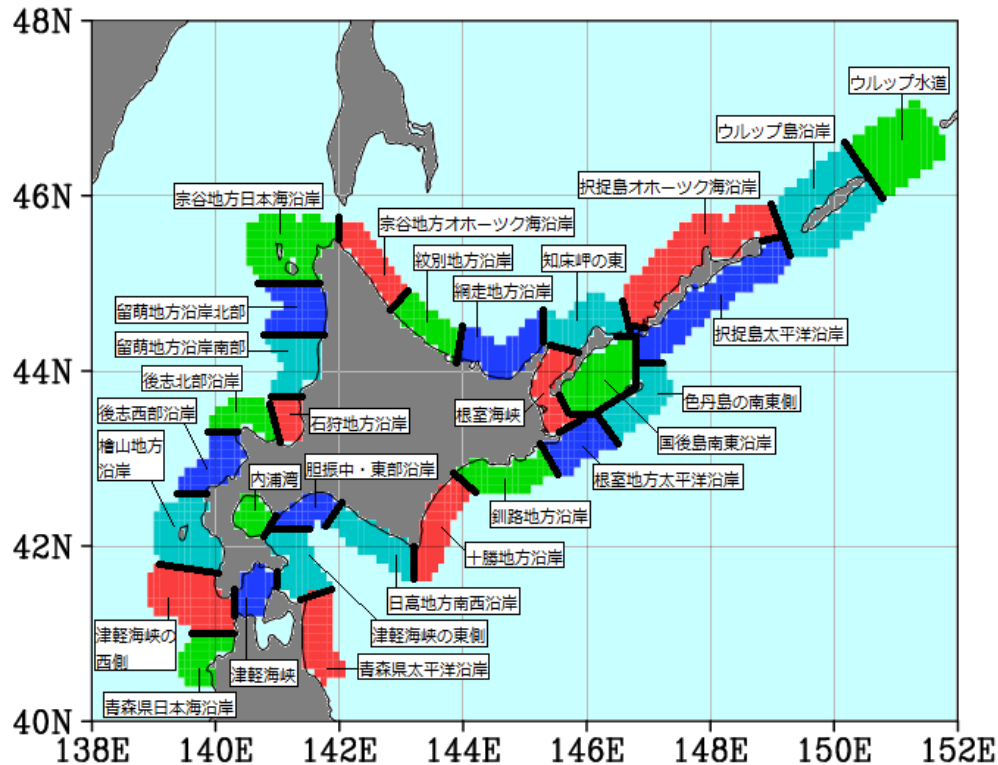 48N
46N
44N
42N
40N
138E
140E
142E
144E
146E
148E
150E
152E
ウルップ水道
ウルップ島沿岸
択捉島オホーツク海沿岸
宗谷地方日本海沿岸
宗谷地方オホーツク海沿岸
紋別地方沿岸
知床岬の東
網走地方沿岸
留萌地方沿岸北部
択捉島太平洋沿岸
留萌地方沿岸南部
後志北部沿岸
色丹島の南東側
後志西部沿岸
石狩地方沿岸
根室海峡
国後島南東沿岸
檜山地方
沿岸
内浦湾
胆振中・東部沿岸
根室地方太平洋沿岸
釧路地方沿岸
十勝地方沿岸
日高地方南西沿岸
津軽海峡の
西側
津軽海峡の東側
津軽海峡
青森県太平洋沿岸
青森県日本海沿岸